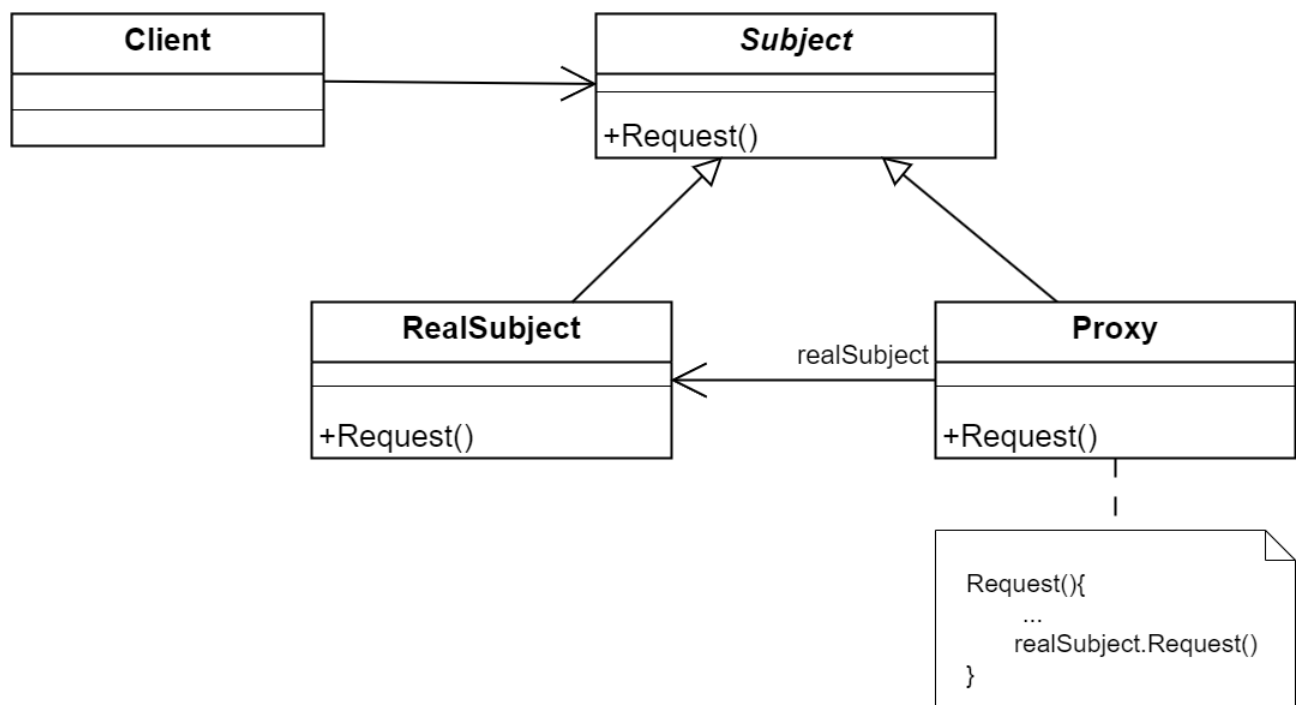 Client
Subject
+Request()
RealSubject
+Request()
realSubject
Proxy
+Request()
Request(){
...
realSubject.Request()
}